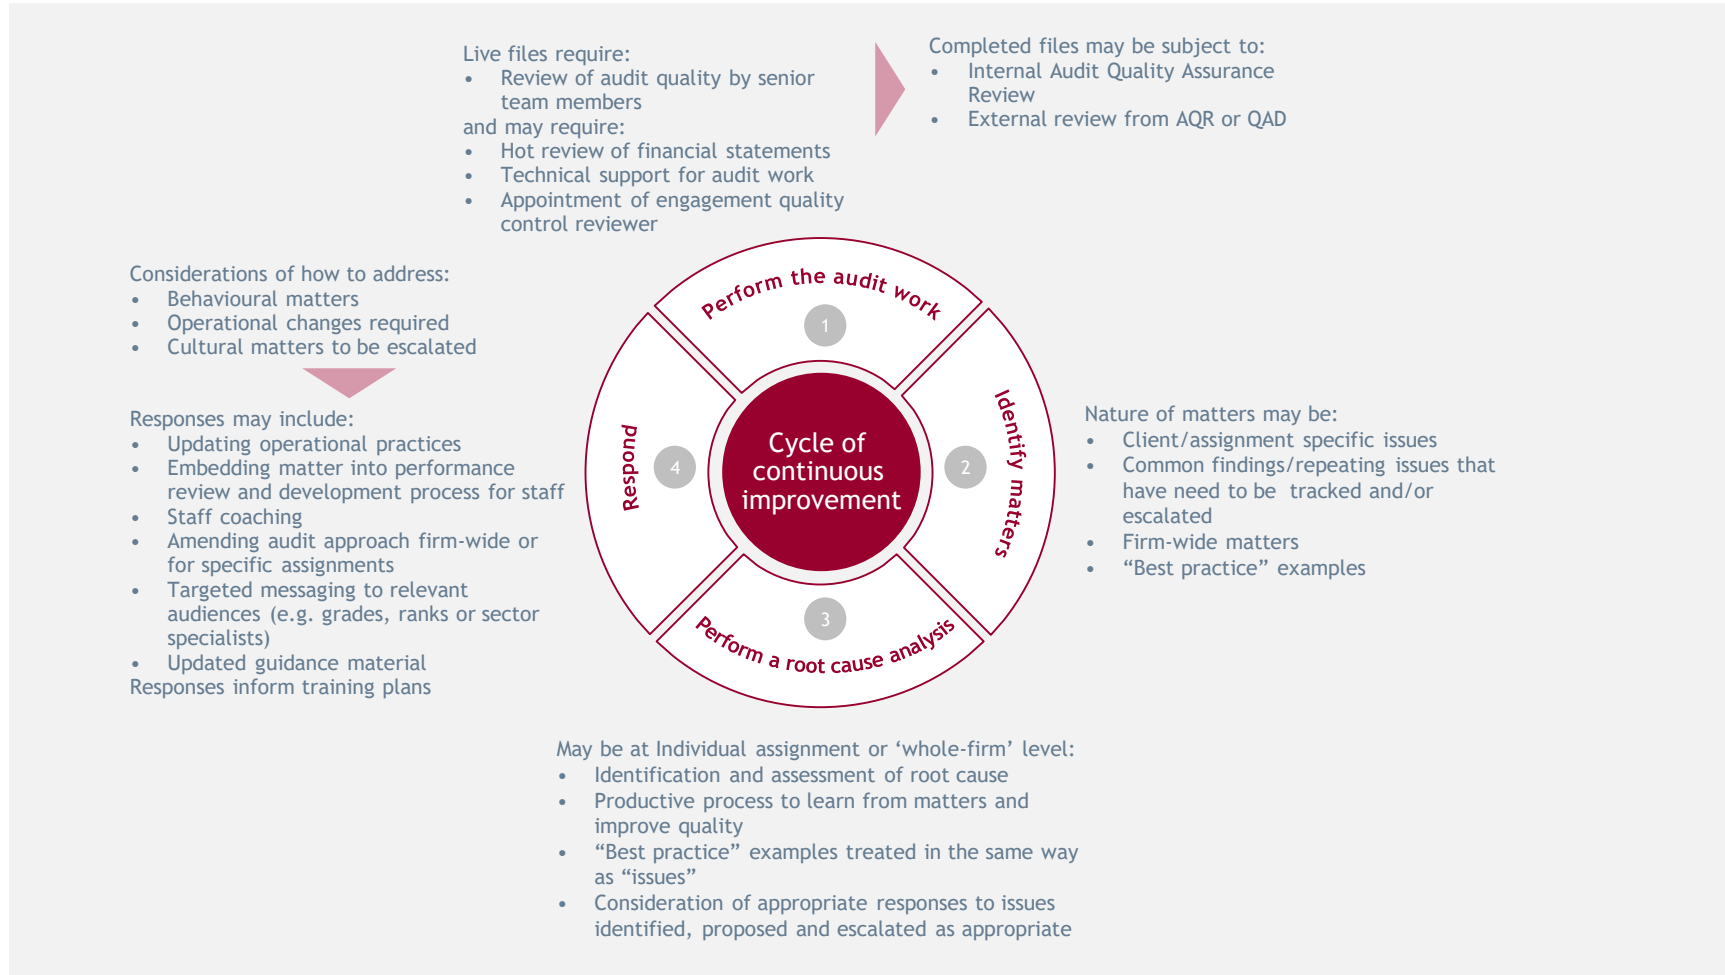 Live files require:
• Review of audit quality by senior
team members
and may require:
• Hot review of financial statements
• Technical support for audit work
• Appointment of engagement quality
control reviewer
Completed files may be subject to:
• Internal Audit Quality Assurance
Review
• External review from AQR or QAD
Perform the audit work
1
Identify matters
2
Nature of matters may be:
• Client/assignment specific issues
• Common findings/repeating issues that
have need to be tracked and/or
escalated
• Firm-wide matters
• “Best practice” examples
Perform a root cause analysis
3
May be at Individual assignment or ‘whole-firm’ level:
• Identification and assessment of root cause
• Productive process to learn from matters and
improve quality
• “Best practice” examples treated in the same way
as “issues”
• Consideration of appropriate responses to issues
identified, proposed and escalated as appropriate
Respond
4
Considerations of how to address:
• Behavioural matters
• Operational changes required
• Cultural matters to be escalated
Responses may include:
• Updating operational practices
• Embedding matter into performance
review and development process for staff
• Staff coaching
• Amending audit approach firm-wide or
for specific assignments
• Targeted messaging to relevant
audiences (e.g. grades, ranks or sector
specialists)
• Updated guidance material
Responses inform training plans
Cycle of
continuous
improvement